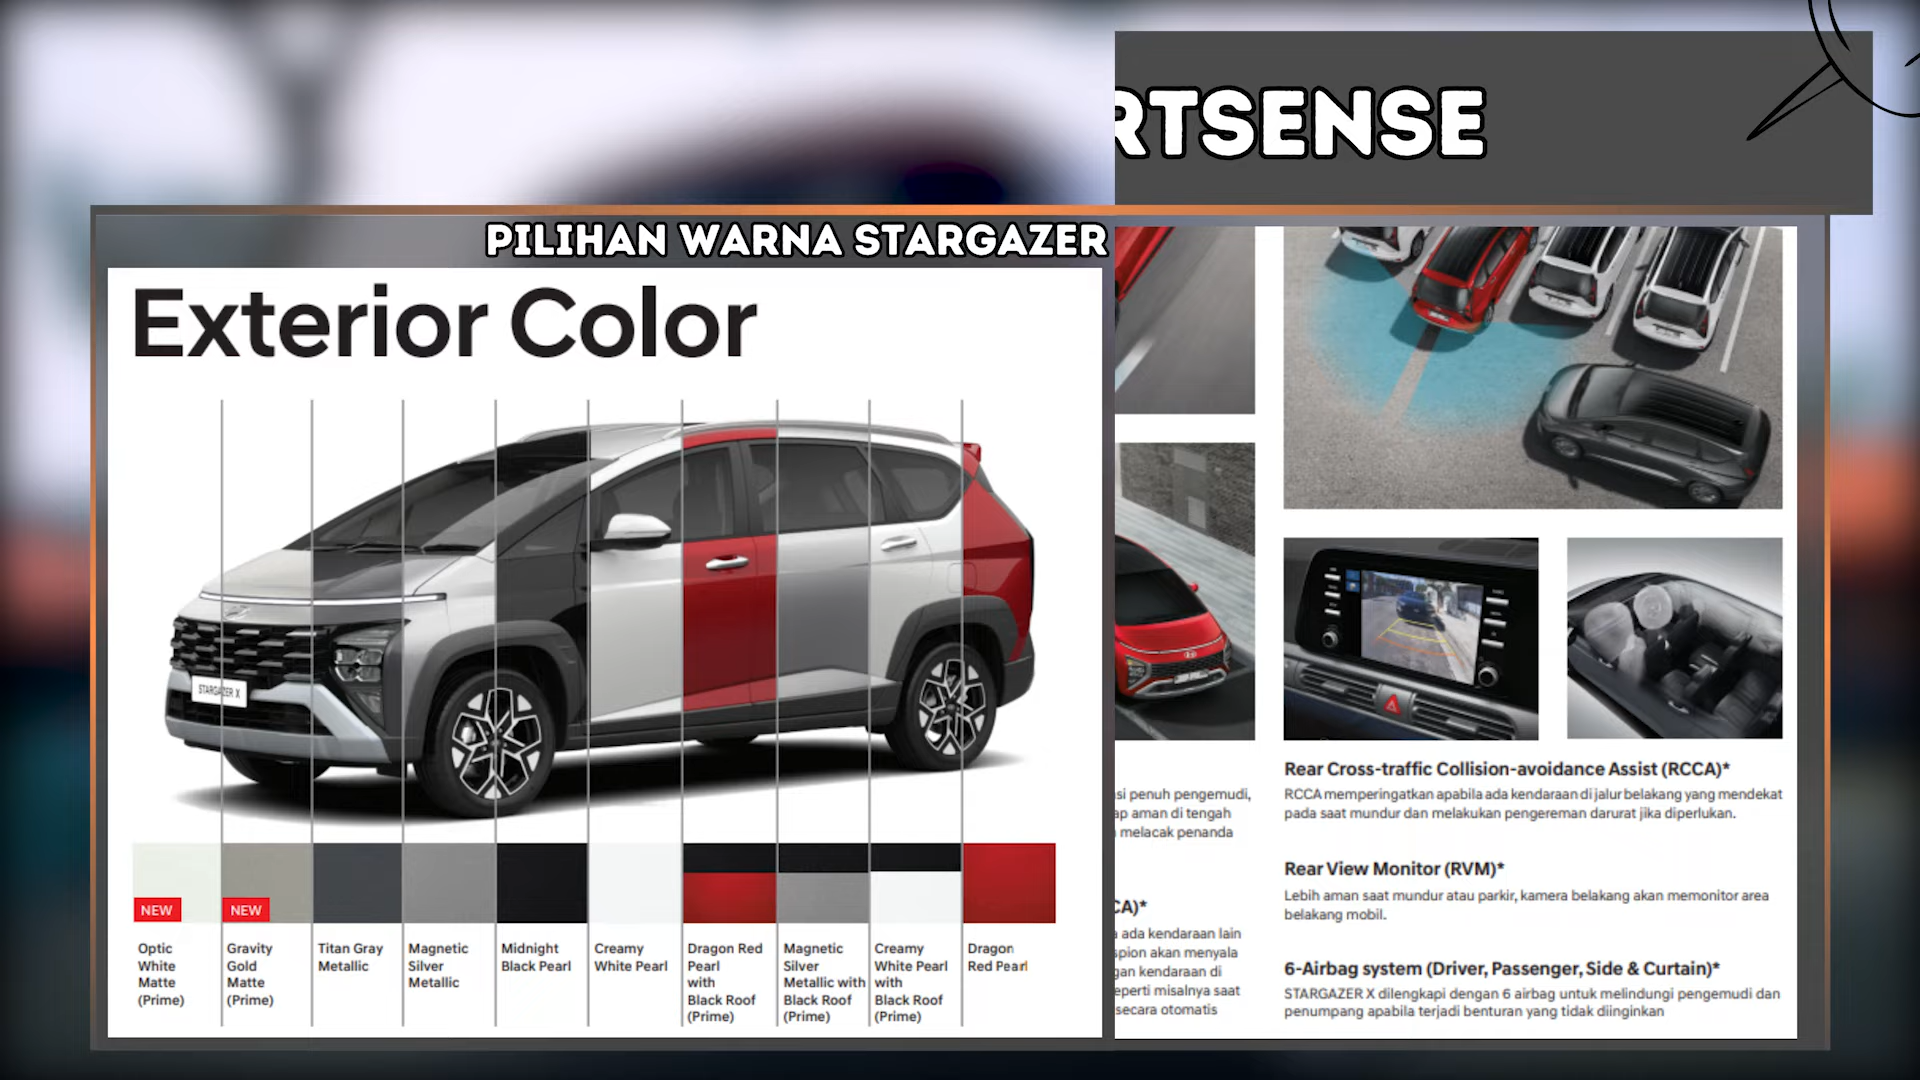 RTSENSE
PILIHAN WARNA STARGAZER
Exterior Color
STARGAZER X
NEW
NEW
Optic
White
Matte
(Prime)
Gravity
Gold
Matte
(Prime)
Titan Gray
Metallic
Magnetic
Silver
Metallic
Midnight
Black Pearl
Creamy
White Pearl
Dragon Red
Pearl
with
Black Roof
(Prime)
Magnetic
Silver
Metallic with
Black Roof
(Prime)
Creamy
White Pearl
with
Black Roof
(Prime)
Dragon
Red Pearl
si penuh pengemudi,
ap aman di tengah
melacak penanda
CA)*
ada kendaraan lain
spion akan menyala
gan kendaraan di
eperti misalnya saat
secara otomatis
Rear Cross-traffic Collision-avoidance Assist (RCCA)*
RCCA memperingatkan apabila ada kendaraan di jalur belakang yang mendekat
pada saat mundur dan melakukan pengereman darurat jika diperlukan.
Rear View Monitor (RVM)*
Lebih aman saat mundur atau parkir, kamera belakang akan memonitor area
belakang mobil.
6-Airbag system (Driver, Passenger, Side & Curtain)*
STARGAZER X dilengkapi dengan 6 airbag untuk melindungi pengemudi dan
penumpang apabila terjadi benturan yang tidak diinginkan